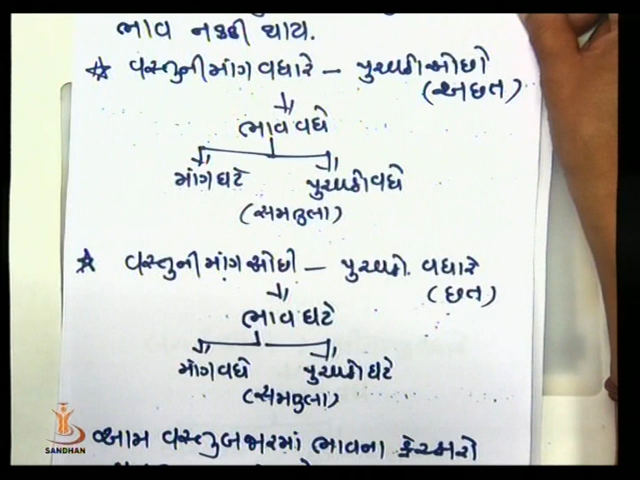 ભાવ નક્કી થાય.
* વસ્તુની માંગ વધારે – પુરવઠો ઓછો
(અછત)
ભાવ વધે
માંગ ઘટે પુરવઠો વધે
(સમતુલા)
* વસ્તુની માંગ ઓછી – પુરવઠો વધારે
(છત)
ભાવ ઘટે
માંગ વધે પુરવઠો ઘટે
(સમતુલા)
આમ વસ્તુ બજારમાં ભાવના ફેરફારો
SANDHAN